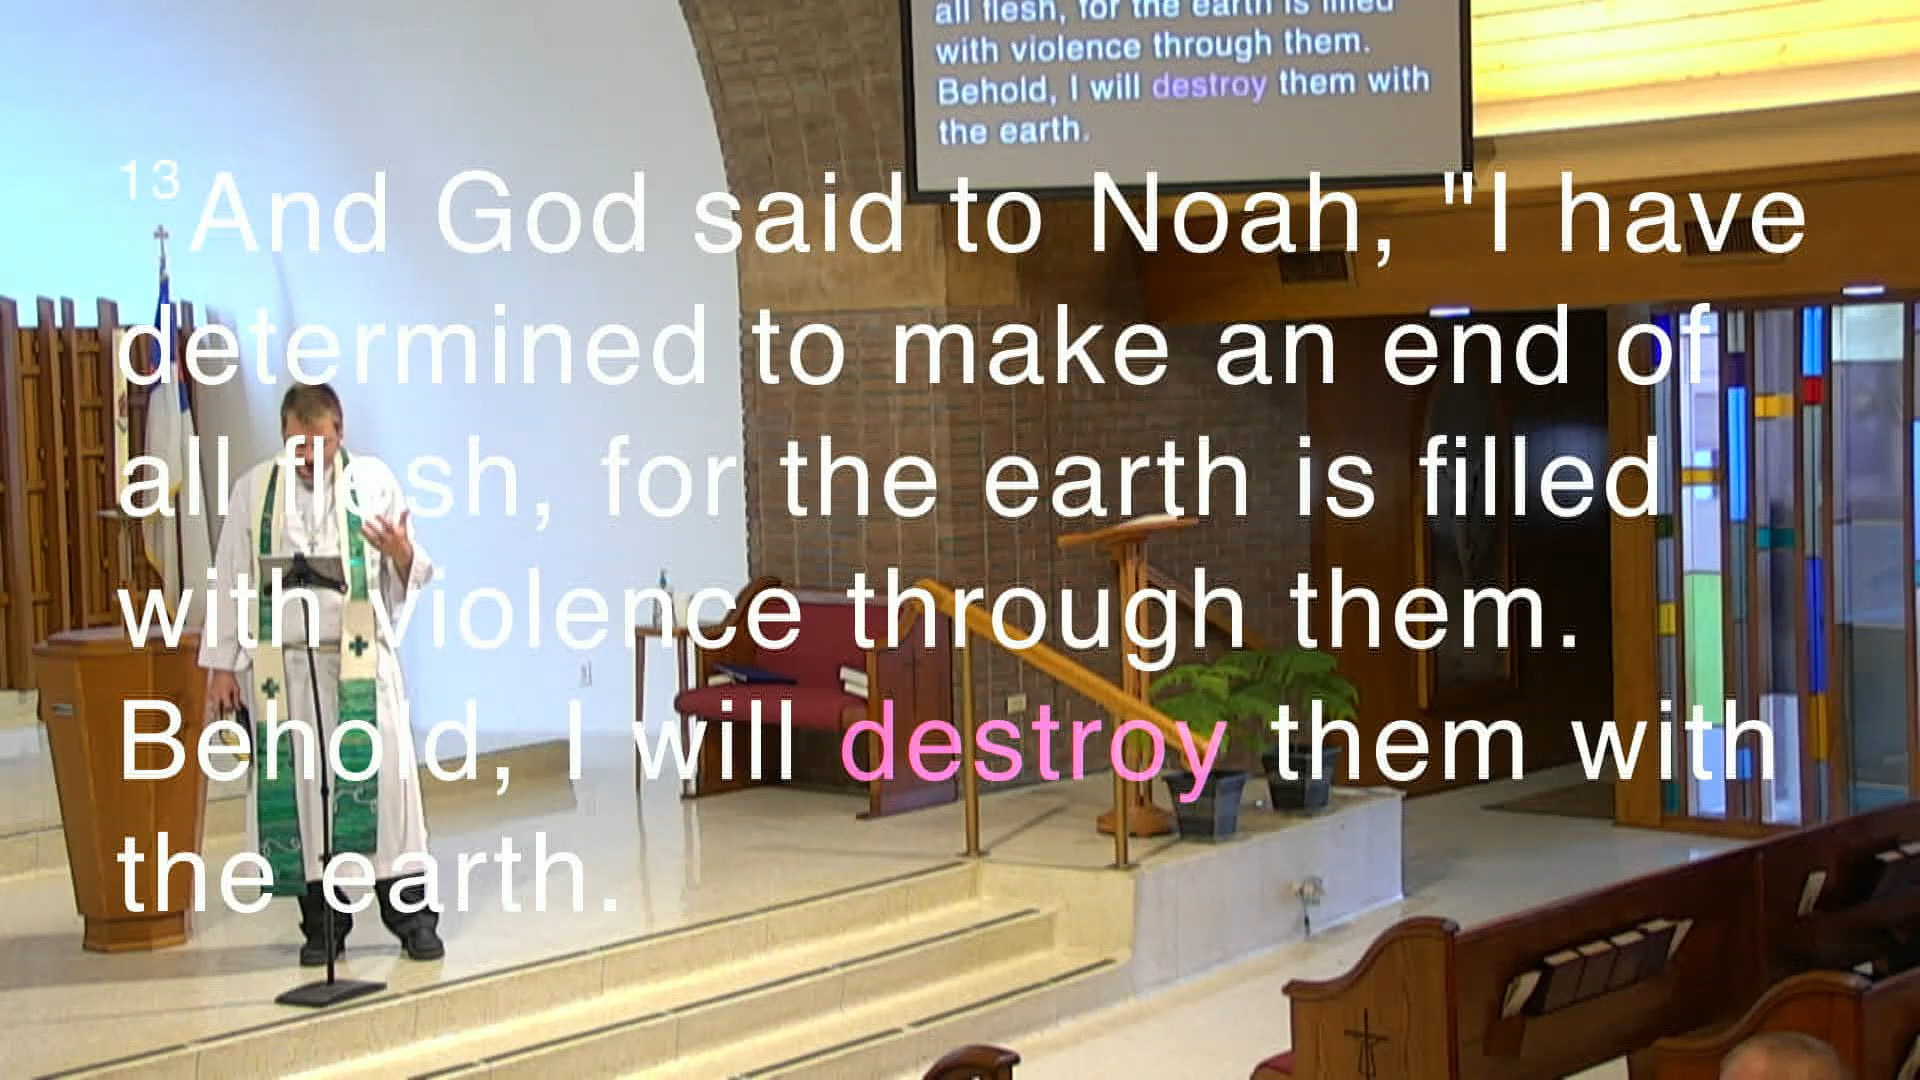 all flesh, for the earth is filled
with violence through them.
Behold, I will destroy them with
the earth.
13 And God said to Noah, "I have
determined to make an end of
all flesh, for the earth is filled
with violence through them.
Behold, I will destroy them with
the earth.